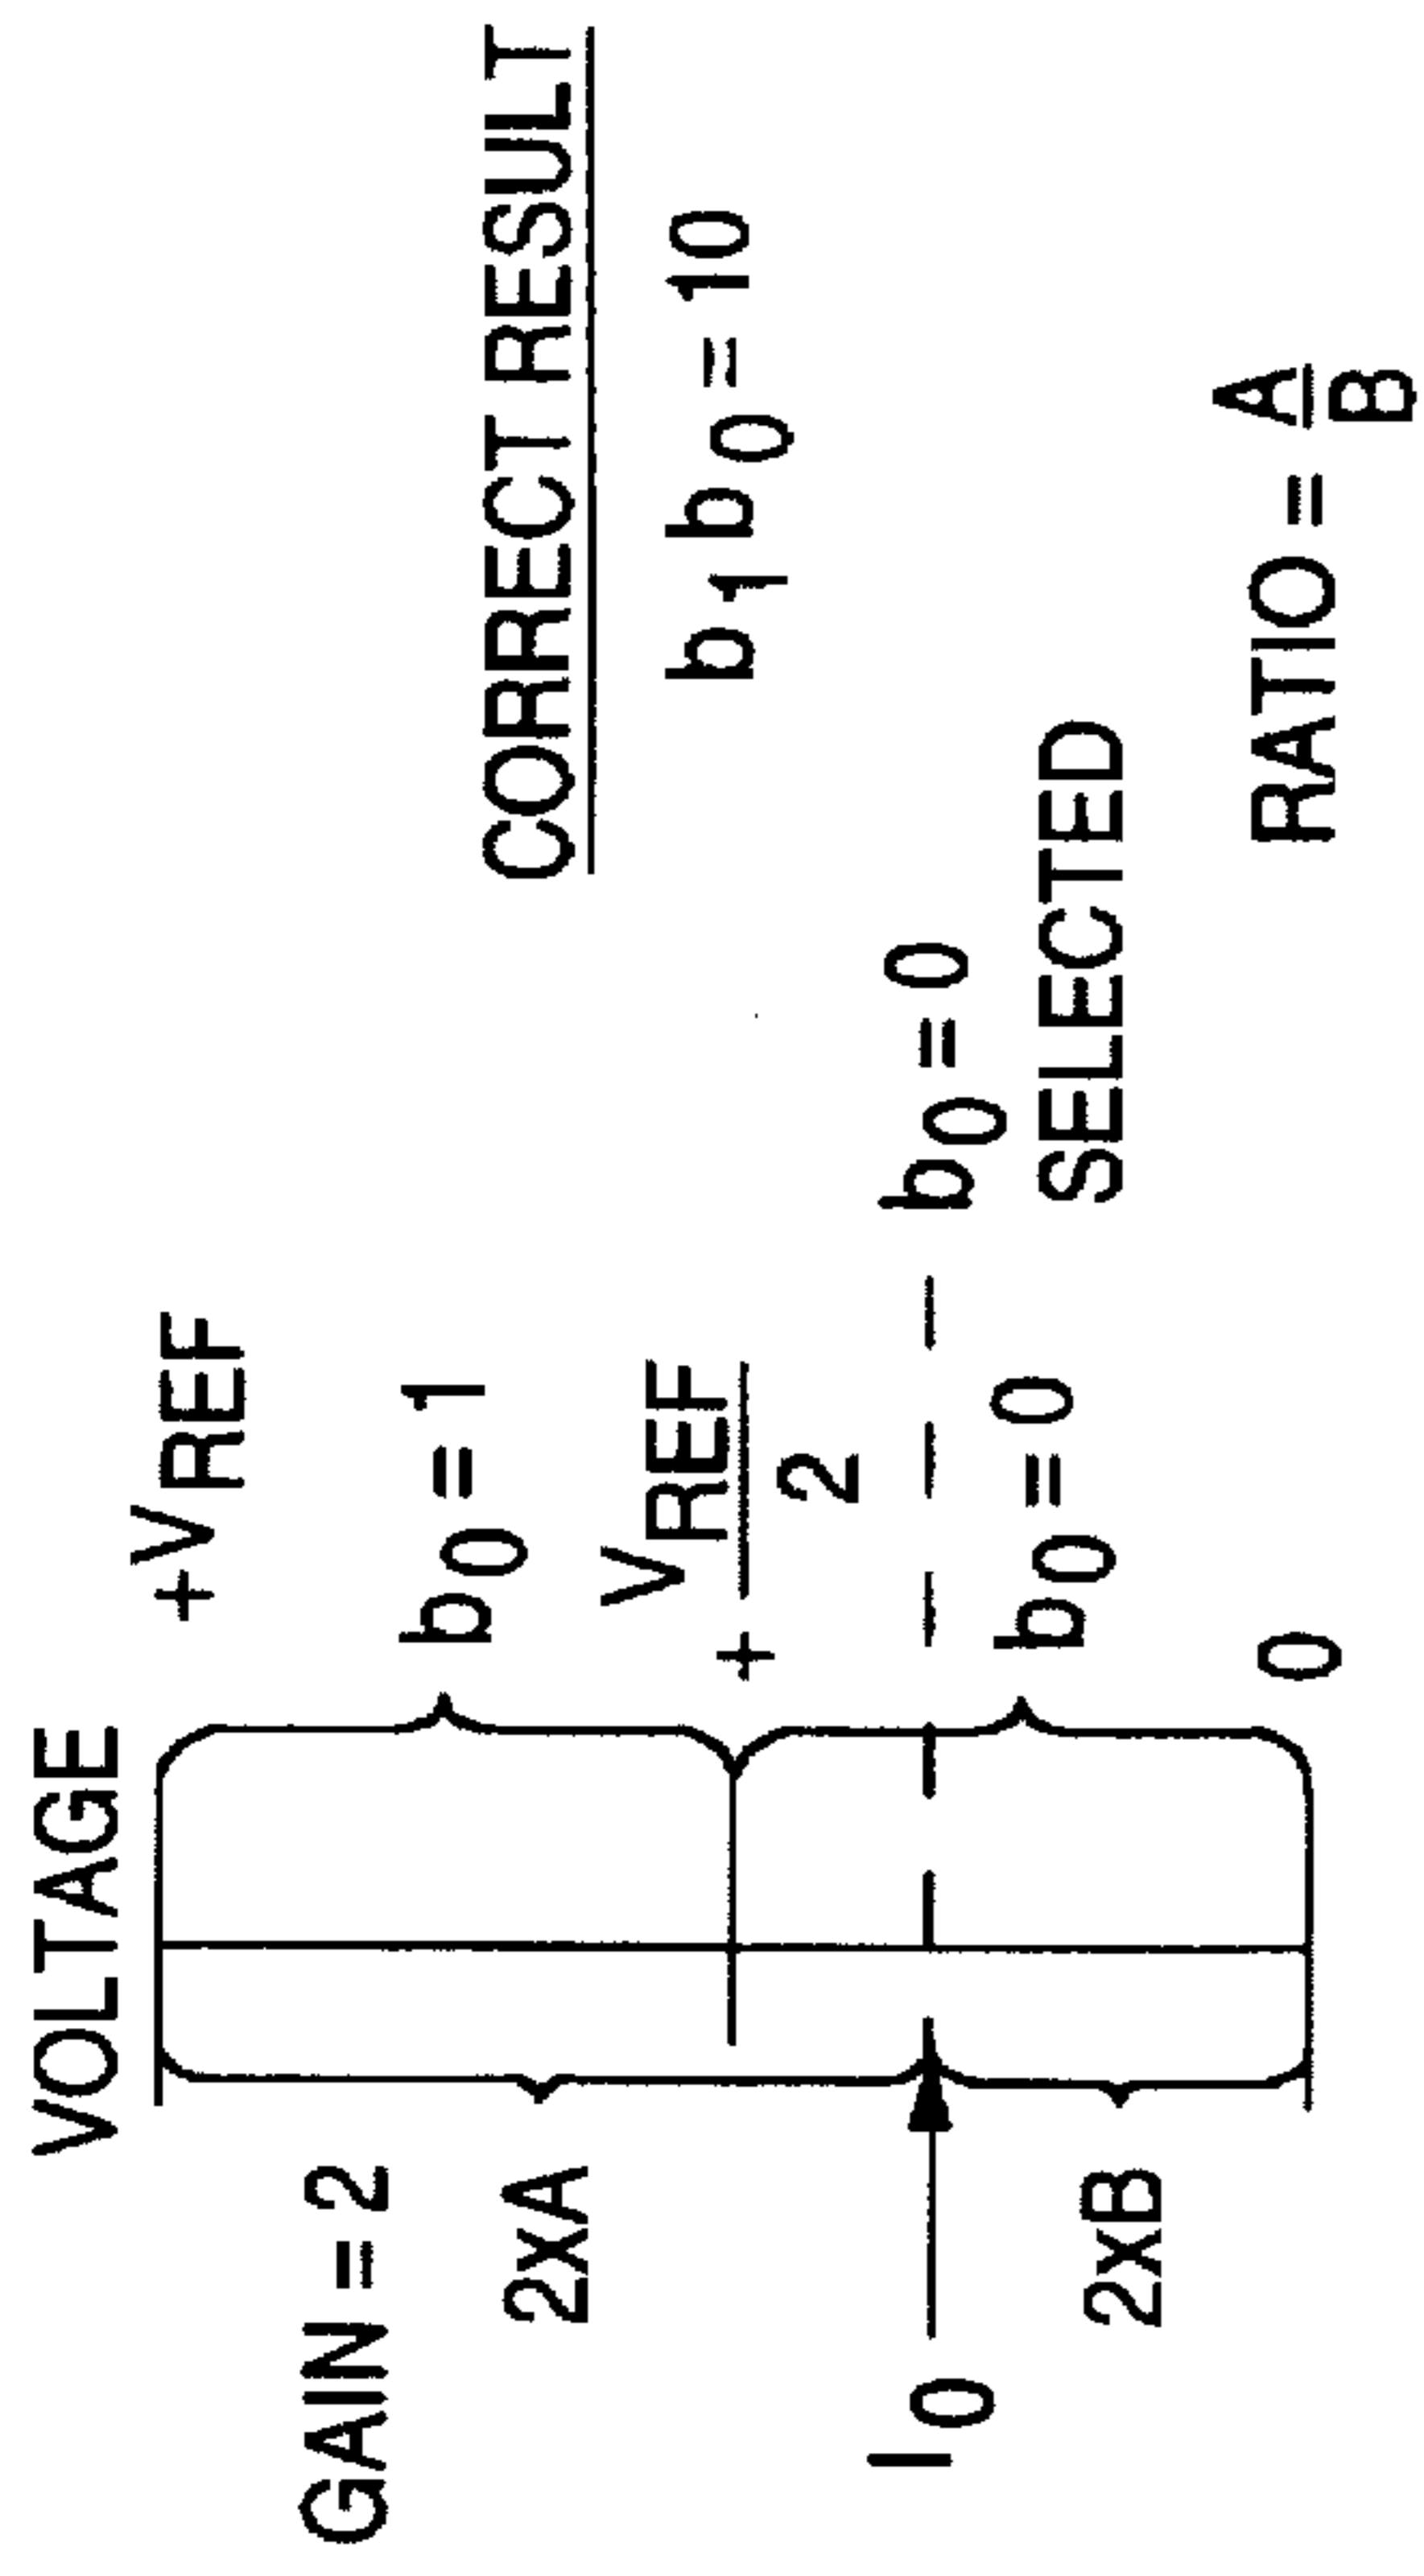 VOLTAGE
+VREF
GAIN = 2
b0 = 1
2xA
CORRECT RESULT
+ VREF
2
b1 b0 = 10
I0
b0 = 0
SELECTED
b0 = 0
2xB
0
RATIO = A
B